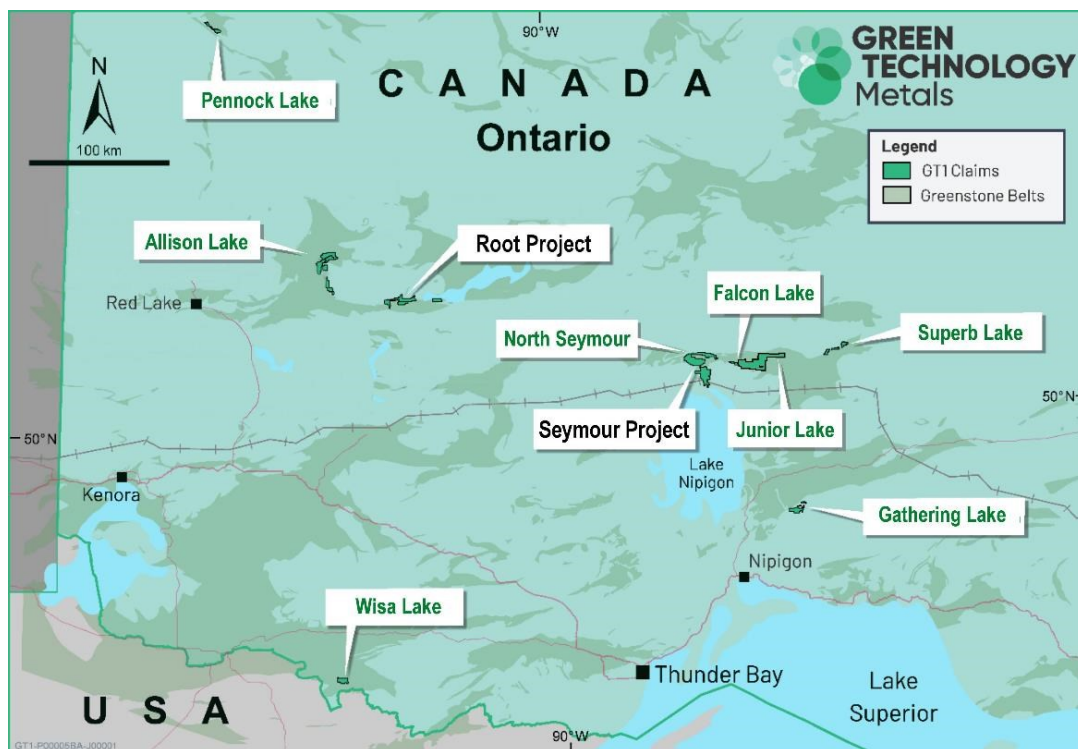 90°W
GREEN
TECHNOLOGY
Metals
N
Pennock Lake
CANADA
Ontario
100 km
Legend
GT1 Claims
Greenstone Belts
Allison Lake
Root Project
Red Lake
Falcon Lake
North Seymour
Superb Lake
50°N
Seymour Project
Junior Lake
50°N
Lake
Nipigon
Kenora
Gathering Lake
Nipigon
Wisa Lake
Thunder Bay
Lake
Superior
USA
90°W